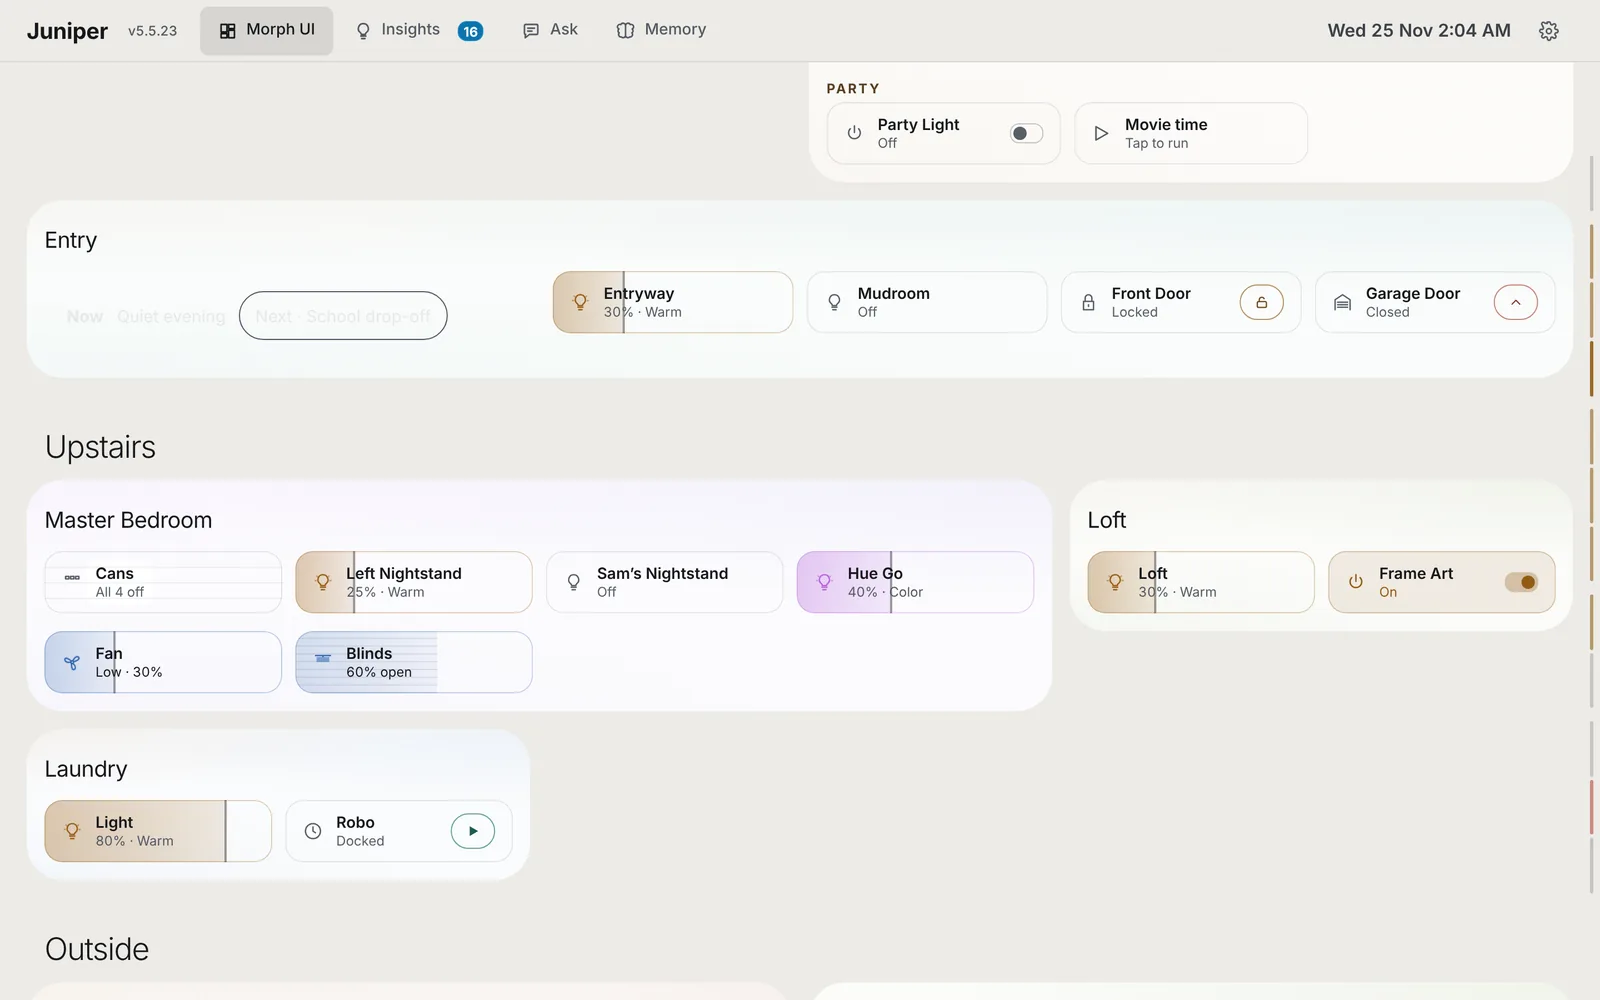 Juniper v5.5.23 Morph UI Insights 16 Ask Memory Wed 25 Nov 2:04 AM
PARTY
Party Light
Off
Movie time
Tap to run
Entry
Now Quiet evening Next · School drop-off
Entryway
30% · Warm
Mudroom
Off
Front Door
Locked
Garage Door
Closed
Upstairs
Master Bedroom
Cans
All 4 off
Left Nightstand
25% · Warm
Sam’s Nightstand
Off
Hue Go
40% · Color
Fan
Low · 30%
Blinds
60% open
Loft
Loft
30% · Warm
Frame Art
On
Laundry
Light
80% · Warm
Robo
Docked
Outside